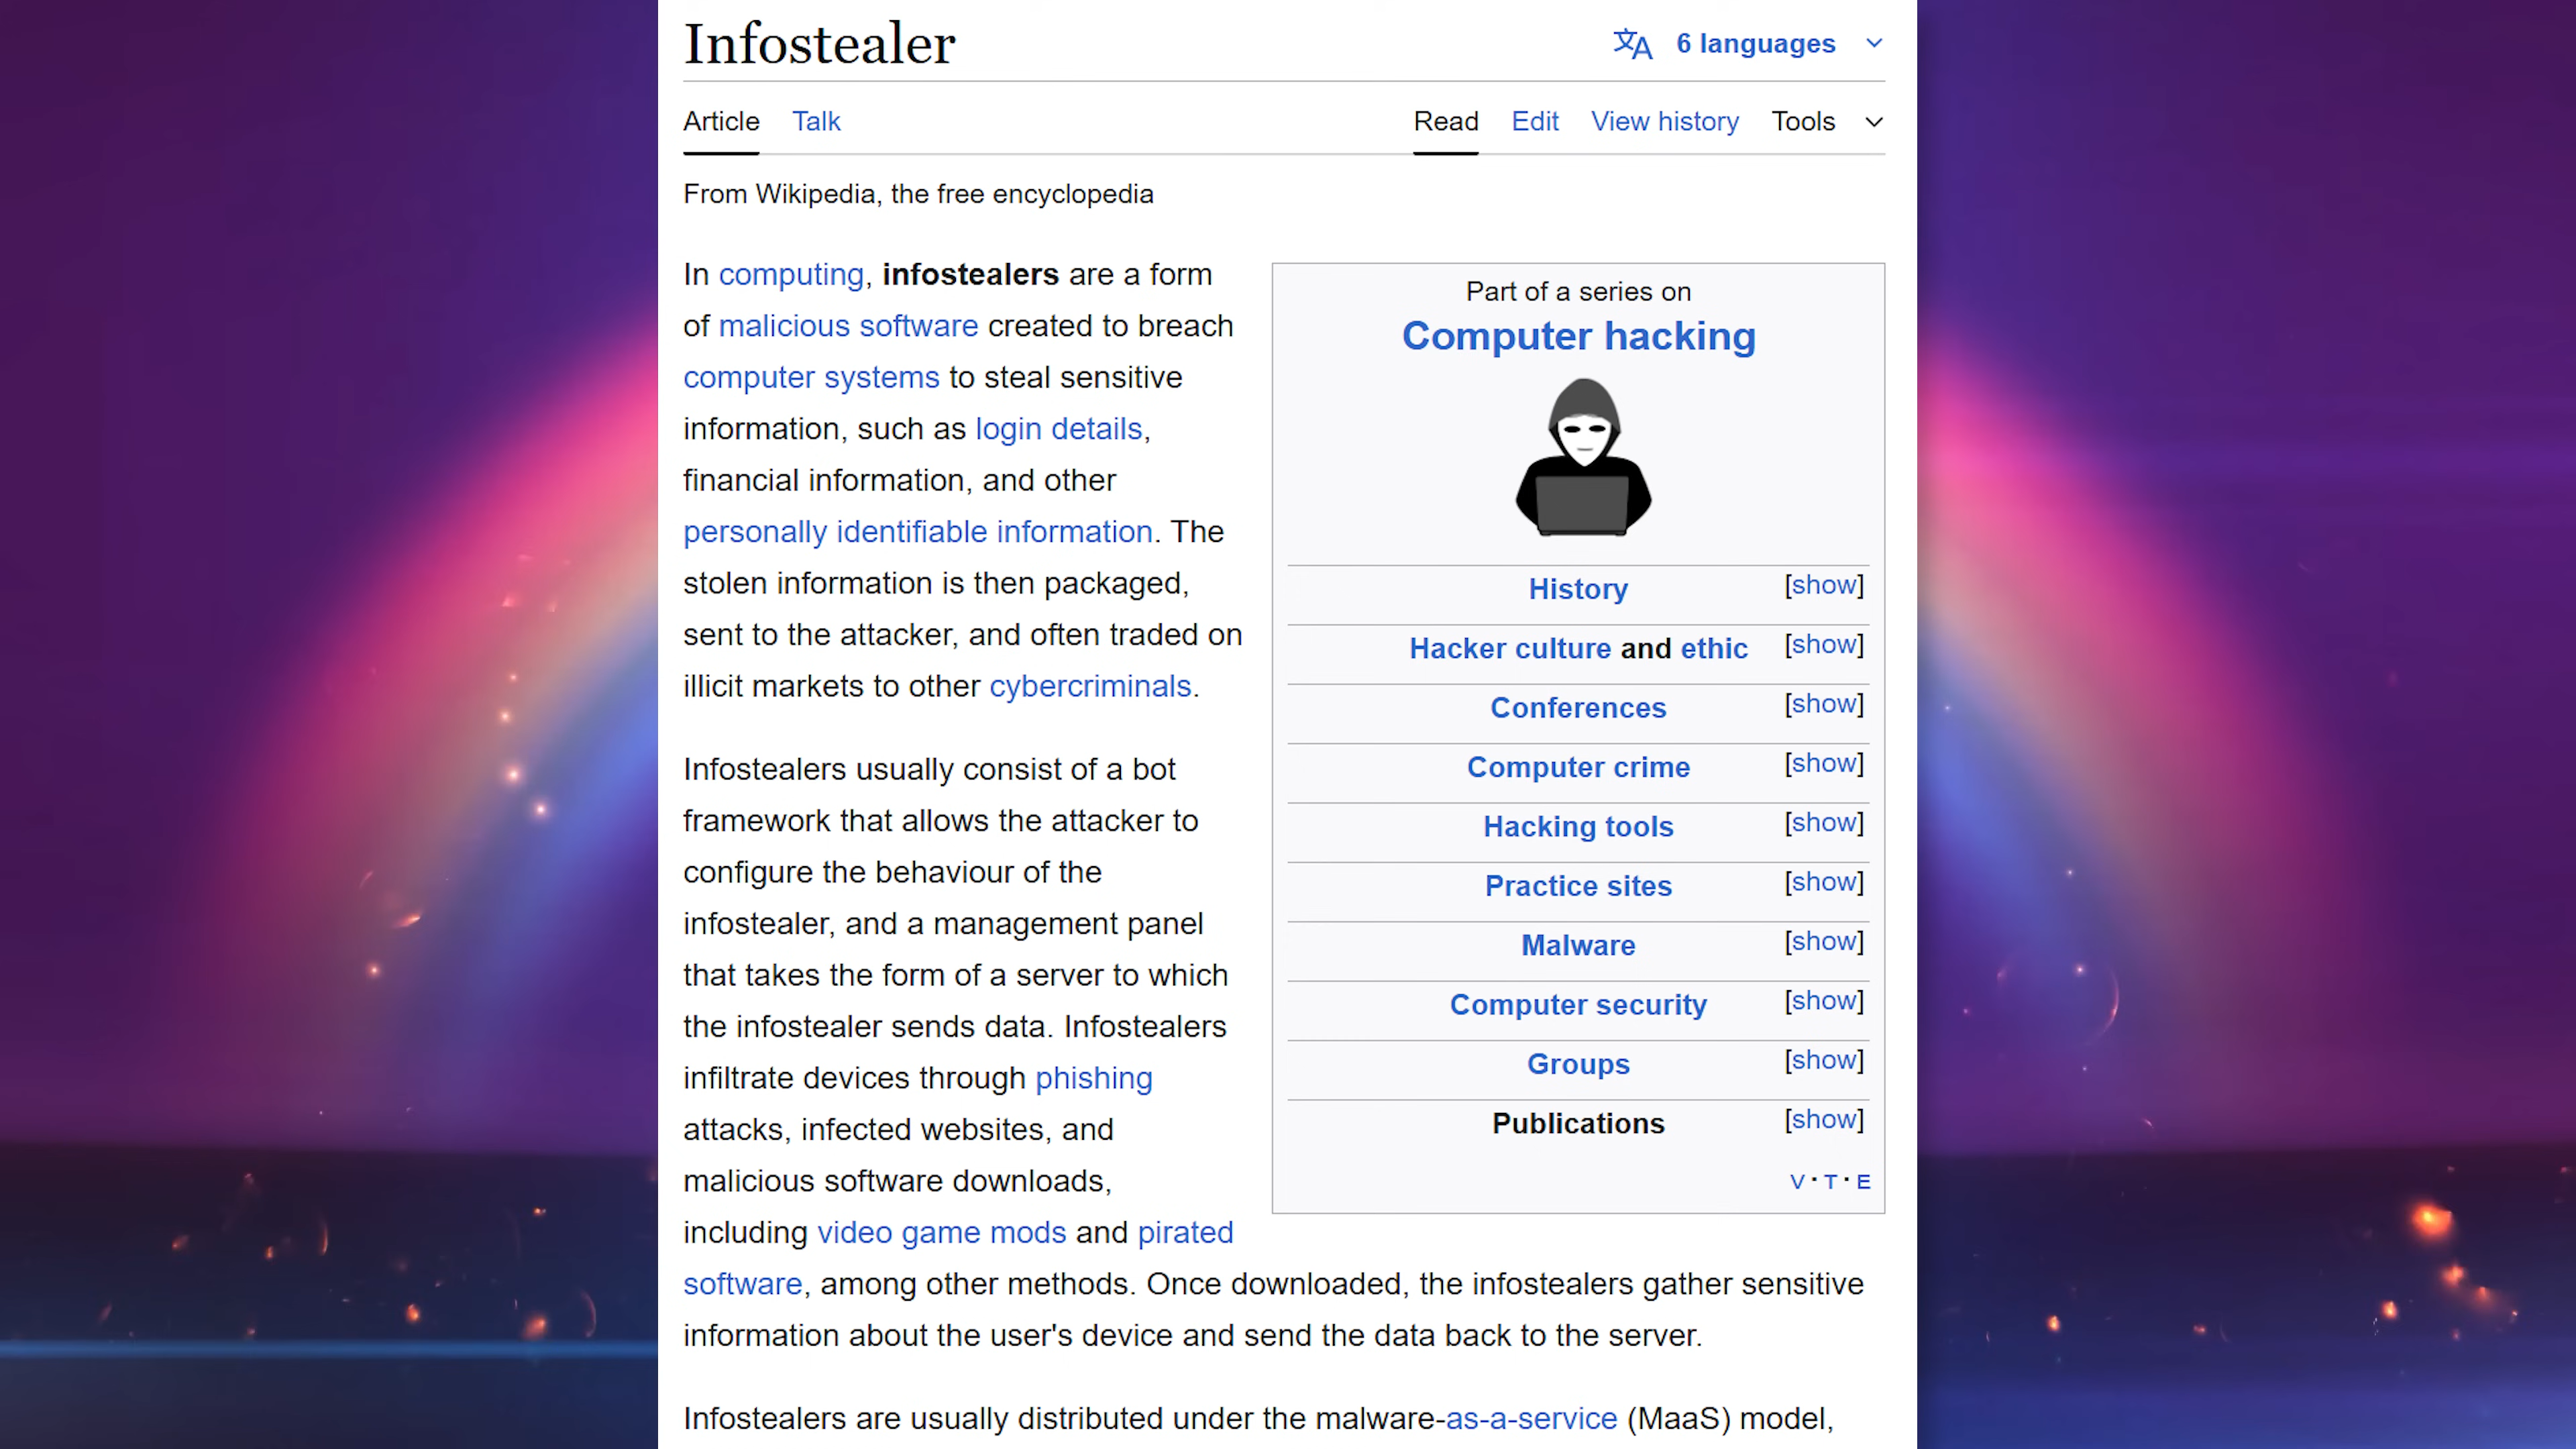 Infostealer
6 languages
Article Talk Read Edit View history Tools
From Wikipedia, the free encyclopedia
In computing, infostealers are a form
of malicious software created to breach
computer systems to steal sensitive
information, such as login details,
financial information, and other
personally identifiable information. The
stolen information is then packaged,
sent to the attacker, and often traded on
illicit markets to other cybercriminals.
Infostealers usually consist of a bot
framework that allows the attacker to
configure the behaviour of the
infostealer, and a management panel
that takes the form of a server to which
the infostealer sends data. Infostealers
infiltrate devices through phishing
attacks, infected websites, and
malicious software downloads,
including video game mods and pirated
software, among other methods. Once downloaded, the infostealers gather sensitive
information about the user's device and send the data back to the server.
Infostealers are usually distributed under the malware-as-a-service (MaaS) model,
Part of a series on
Computer hacking
History [show]
Hacker culture and ethic [show]
Conferences [show]
Computer crime [show]
Hacking tools [show]
Practice sites [show]
Malware [show]
Computer security [show]
Groups [show]
Publications [show]
V · T · E